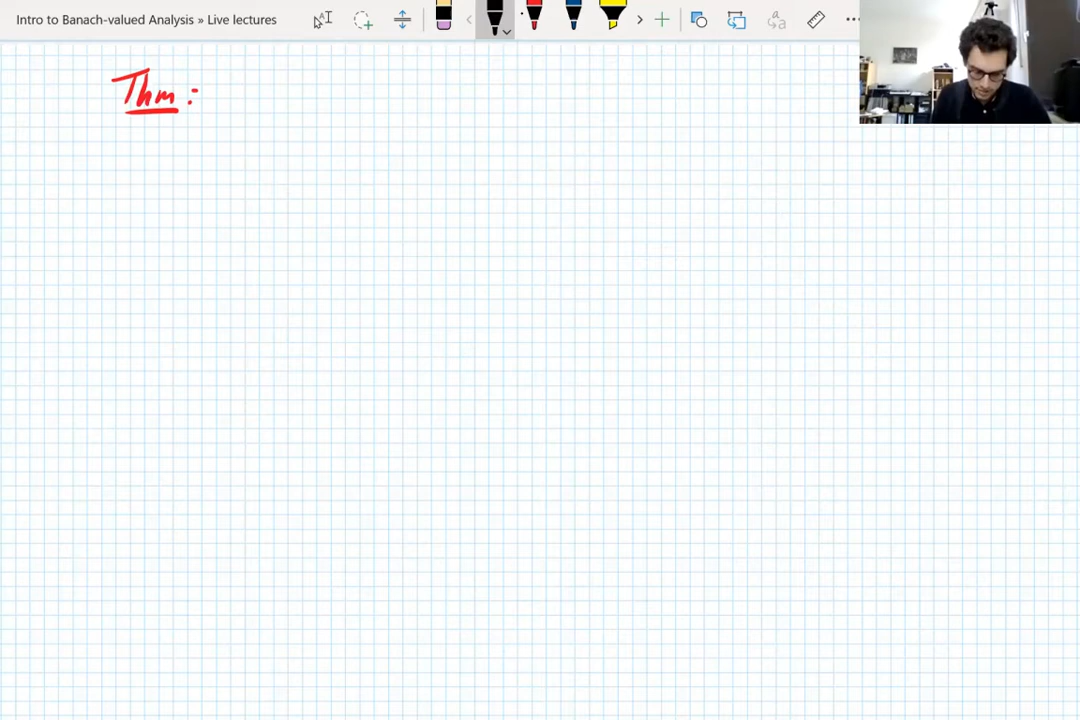 Intro to Banach-valued Analysis » Live lectures
Thm: